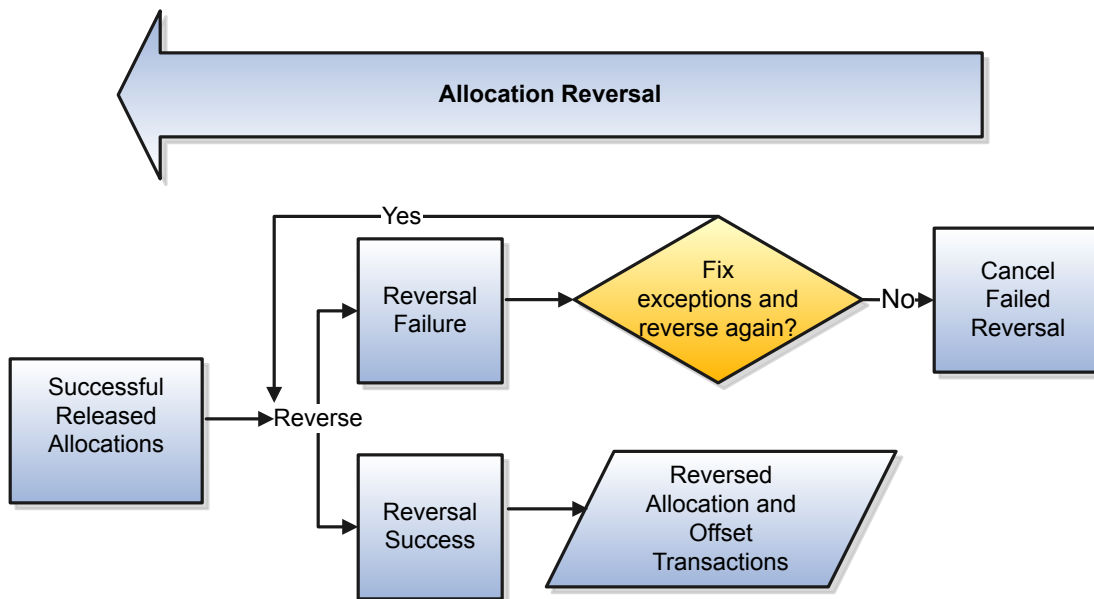 Allocation Reversal
Yes
Reversal
Failure
Fix
exceptions and
reverse again?
No
Cancel
Failed
Reversal
Successful
Released
Allocations
Reverse
Reversal
Success
Reversed
Allocation and
Offset
Transactions